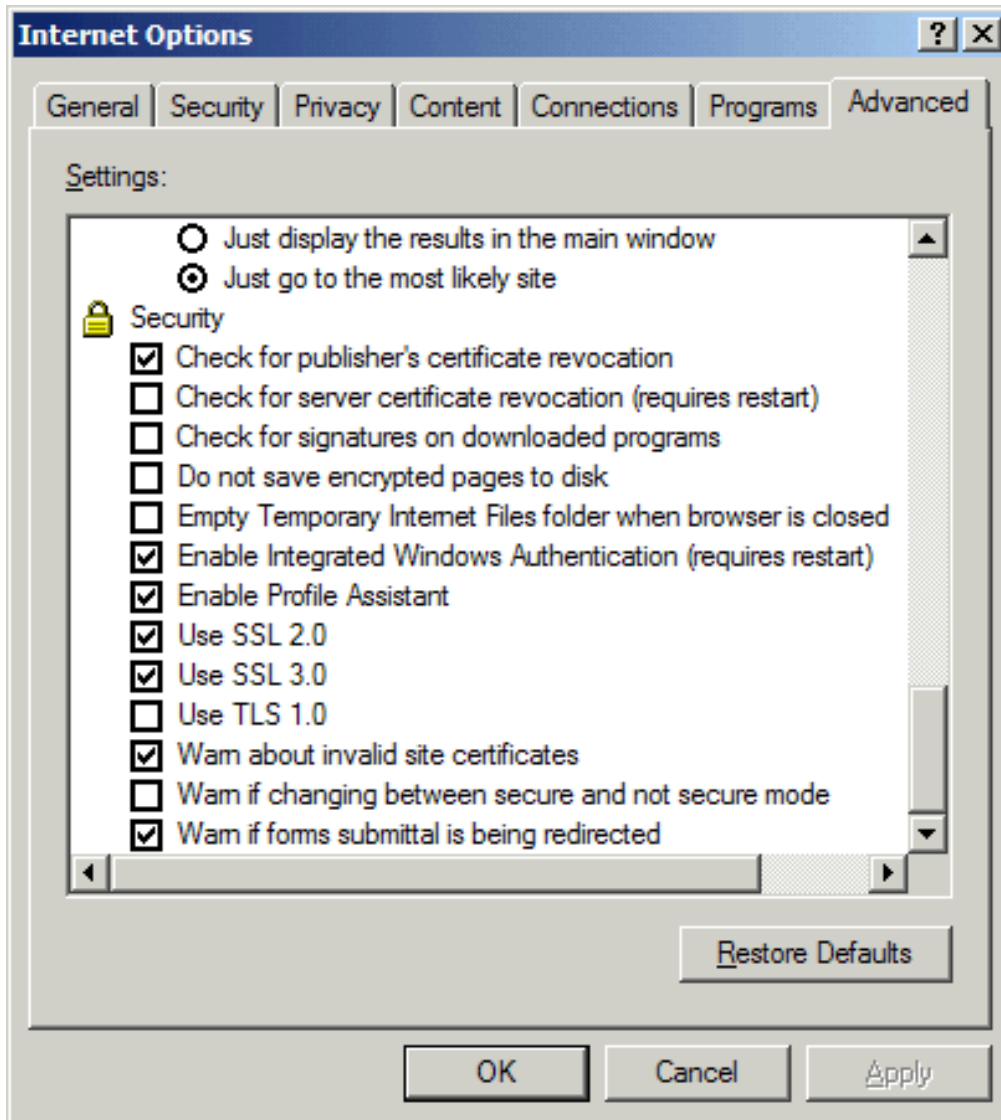 Internet Options
General Security Privacy Content Connections Programs Advanced
Settings:
Just display the results in the main window
Just go to the most likely site
Security
Check for publisher's certificate revocation
Check for server certificate revocation (requires restart)
Check for signatures on downloaded programs
Do not save encrypted pages to disk
Empty Temporary Internet Files folder when browser is closed
Enable Integrated Windows Authentication (requires restart)
Enable Profile Assistant
Use SSL 2.0
Use SSL 3.0
Use TLS 1.0
Warn about invalid site certificates
Warn if changing between secure and not secure mode
Warn if forms submittal is being redirected
Restore Defaults
OK Cancel Apply